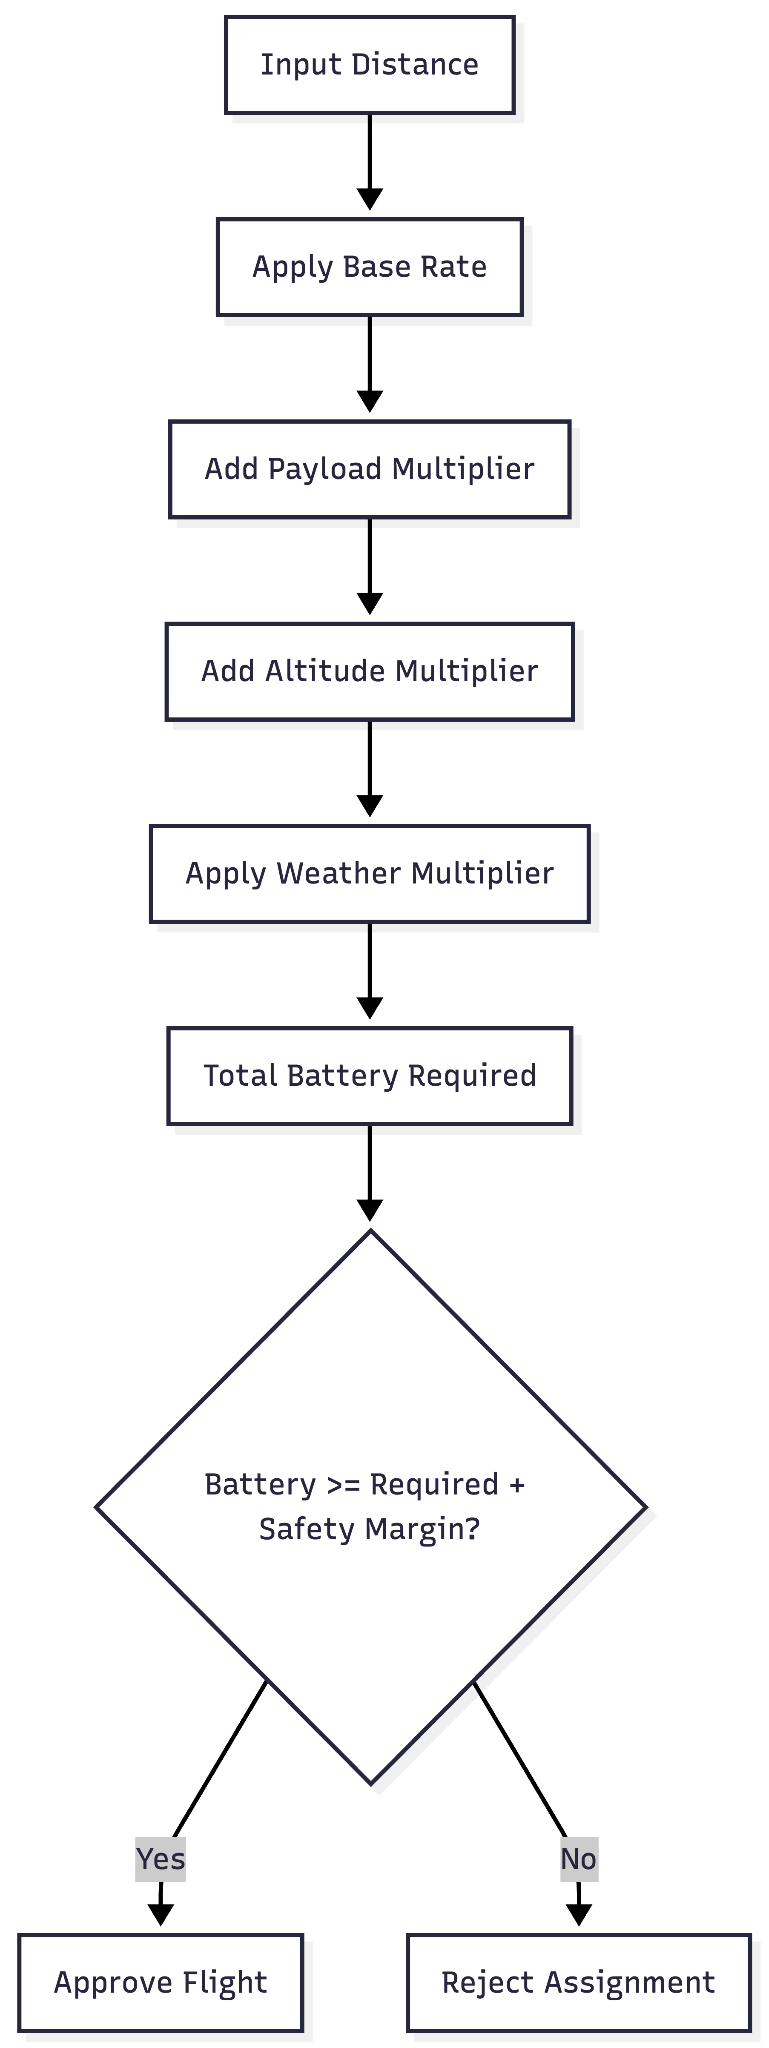 Input Distance
Apply Base Rate
Add Payload Multiplier
Add Altitude Multiplier
Apply Weather Multiplier
Total Battery Required
Battery >= Required +
Safety Margin?
Yes
No
Approve Flight
Reject Assignment